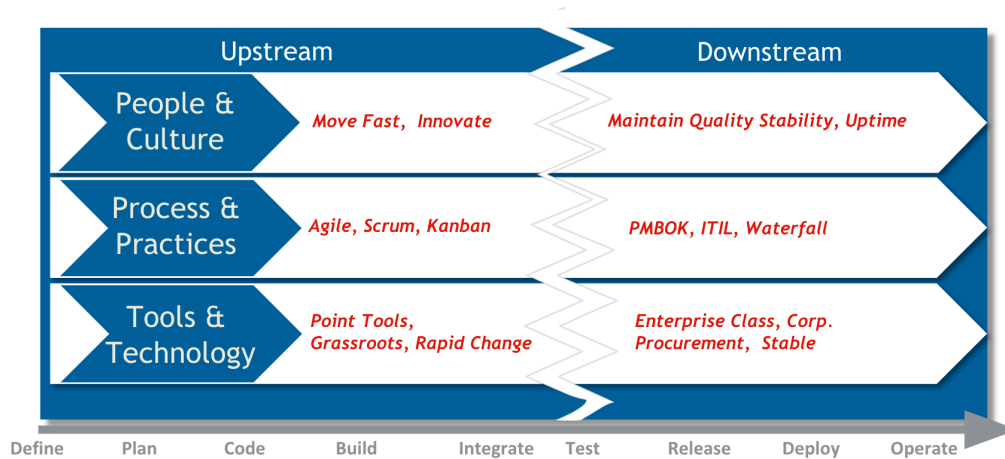 Upstream
Downstream
People &
Culture
Move Fast,  Innovate
Maintain Quality Stability, Uptime
Process &
Practices
Agile, Scrum, Kanban
PMBOK, ITIL, Waterfall
Tools &
Technology
Point Tools,
Grassroots, Rapid Change
Enterprise Class, Corp.
Procurement,  Stable
Define Plan Code Build Integrate Test Release Deploy Operate